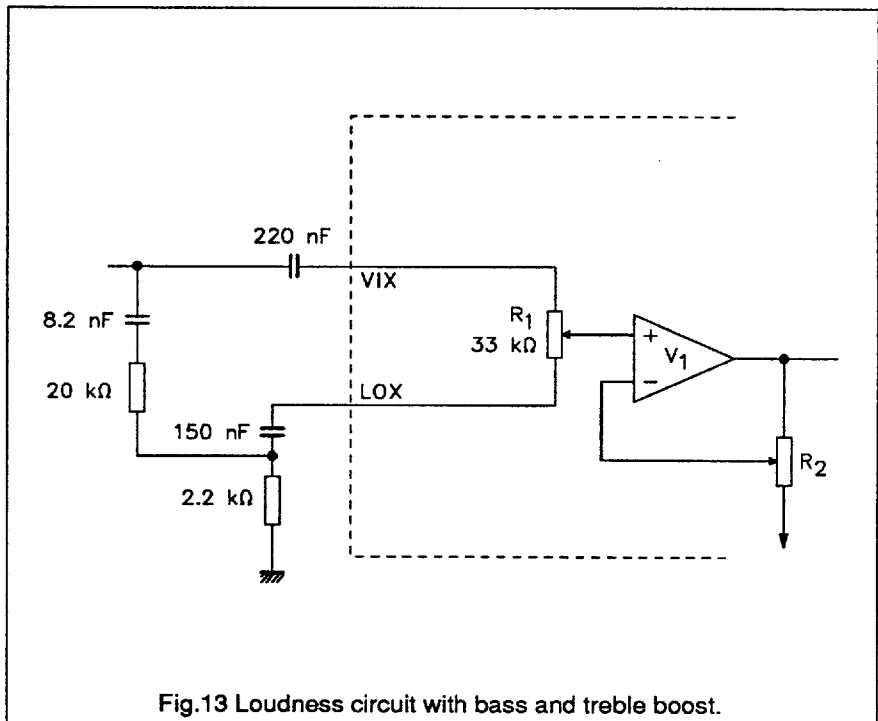 220 nF
VIX
8.2 nF
R1
33 kΩ
+
V1
−
20 kΩ
LOX
150 nF
R2
2.2 kΩ
Fig.13 Loudness circuit with bass and treble boost.